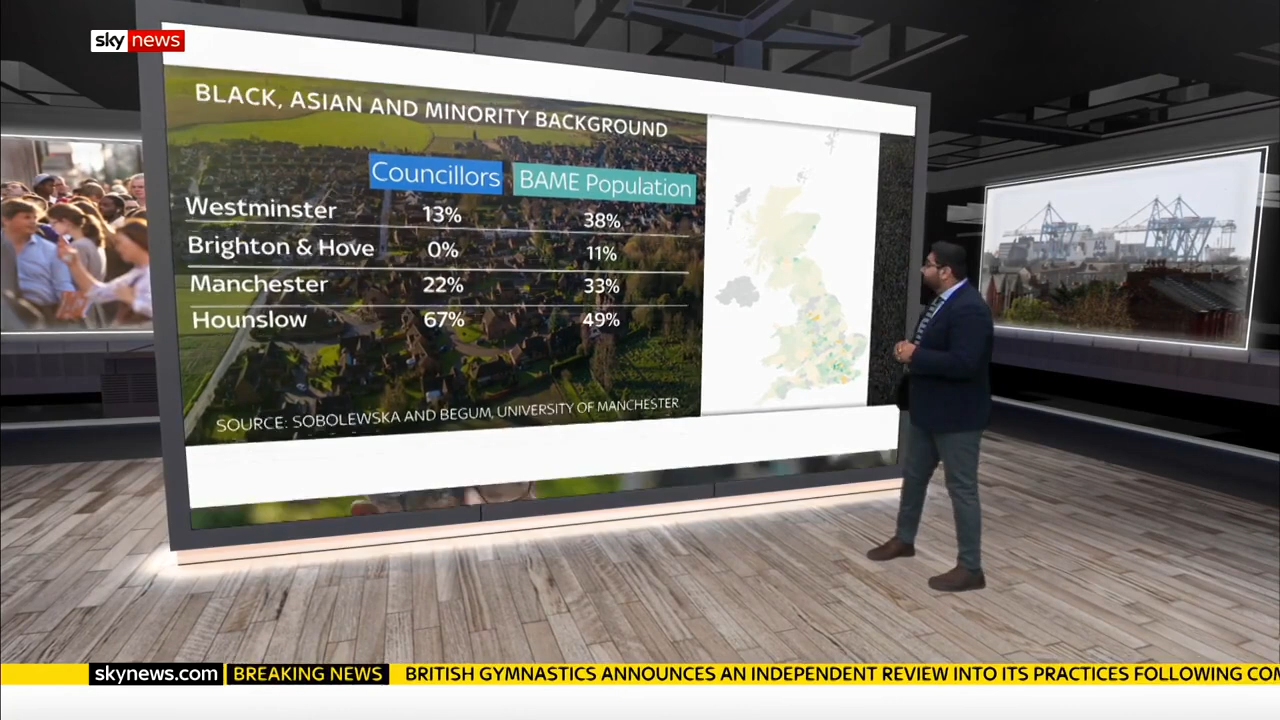 sky news
BLACK, ASIAN AND MINORITY BACKGROUND
Councillors BAME Population
Westminster 13% 38%
Brighton & Hove 0% 11%
Manchester 22% 33%
Hounslow 67% 49%
SOURCE: SOBOLEWSKA AND BEGUM, UNIVERSITY OF MANCHESTER
skynews.com BREAKING NEWS BRITISH GYMNASTICS ANNOUNCES AN INDEPENDENT REVIEW INTO ITS PRACTICES FOLLOWING